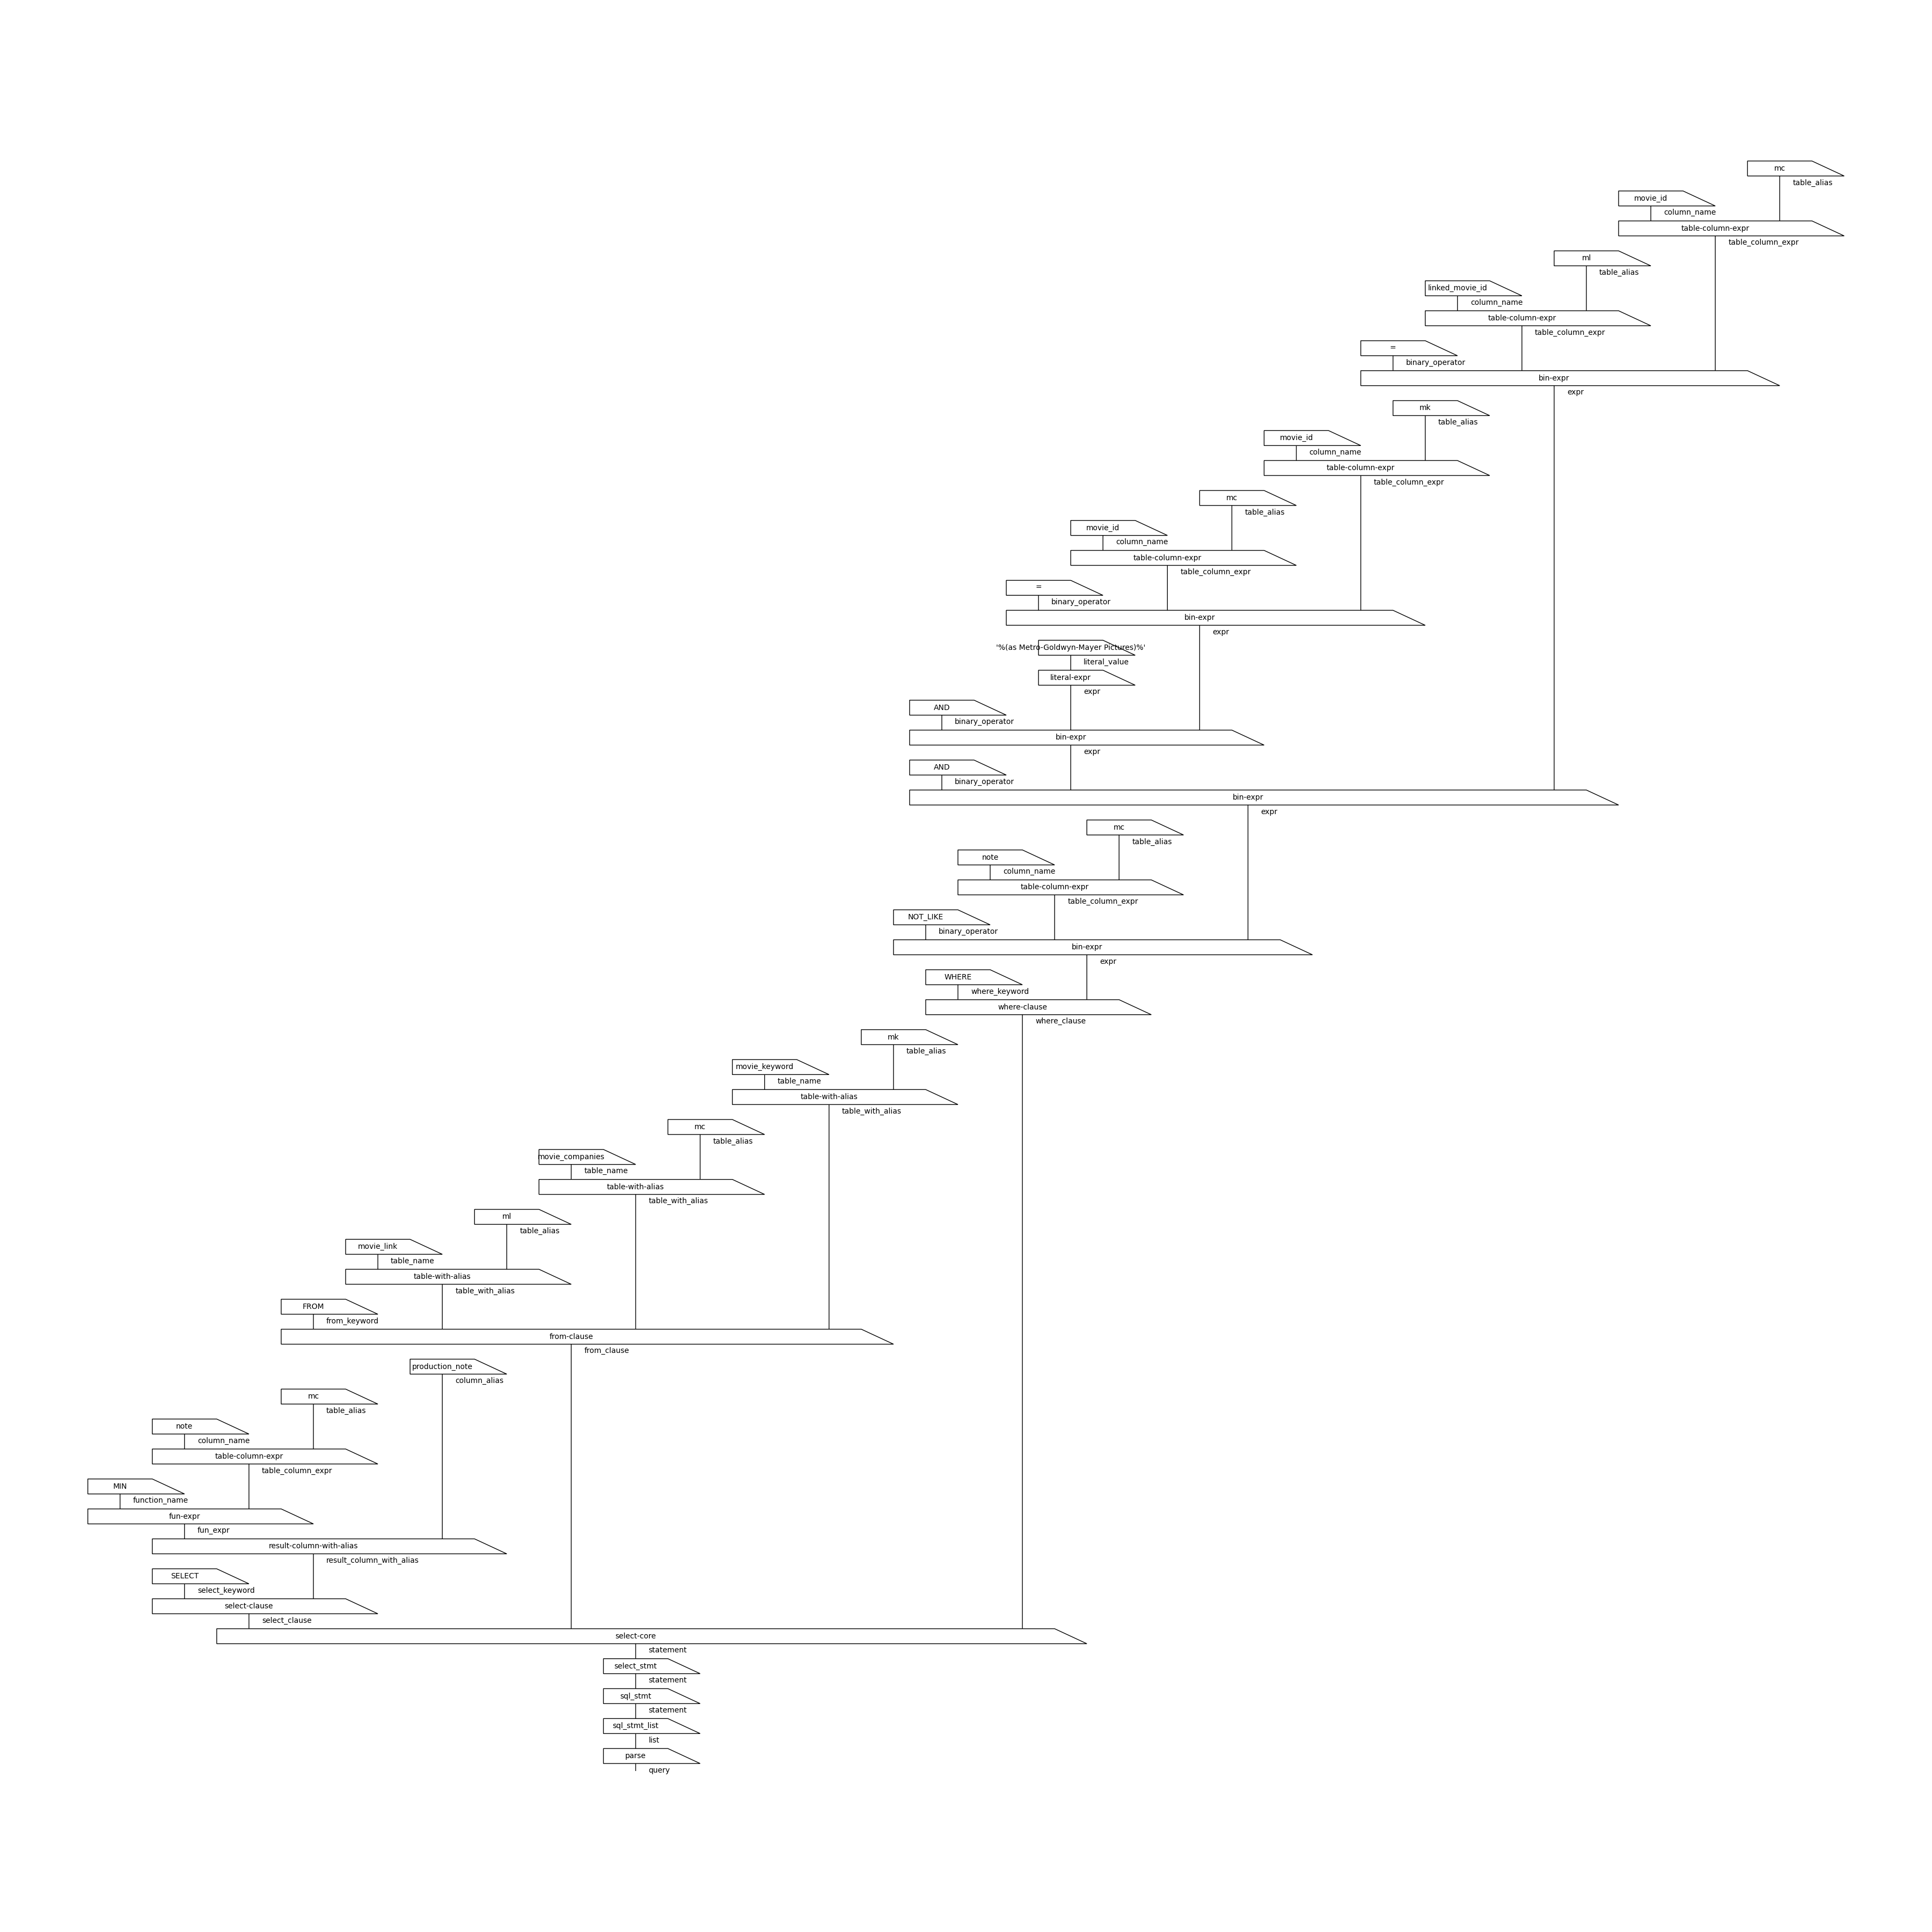 mc
table_alias
movie_id
column_name
table-column-expr
table_column_expr
ml
table_alias
linked_movie_id
column_name
table-column-expr
table_column_expr
=
binary_operator
bin-expr
expr
mk
table_alias
movie_id
column_name
table-column-expr
table_column_expr
mc
table_alias
movie_id
column_name
table-column-expr
table_column_expr
=
binary_operator
bin-expr
expr
'%(as Metro-Goldwyn-Mayer Pictures)%'
literal_value
literal-expr
expr
AND
binary_operator
bin-expr
expr
AND
binary_operator
bin-expr
expr
mc
table_alias
note
column_name
table-column-expr
table_column_expr
NOT_LIKE
binary_operator
bin-expr
expr
WHERE
where_keyword
where-clause
where_clause
mk
table_alias
movie_keyword
table_name
table-with-alias
table_with_alias
mc
table_alias
movie_companies
table_name
table-with-alias
table_with_alias
ml
table_alias
movie_link
table_name
table-with-alias
table_with_alias
FROM
from_keyword
from-clause
from_clause
production_note
column_alias
mc
table_alias
note
column_name
table-column-expr
table_column_expr
MIN
function_name
fun-expr
fun_expr
result-column-with-alias
result_column_with_alias
SELECT
select_keyword
select-clause
select_clause
select-core
statement
select_stmt
statement
sql_stmt
statement
sql_stmt_list
list
parse
query